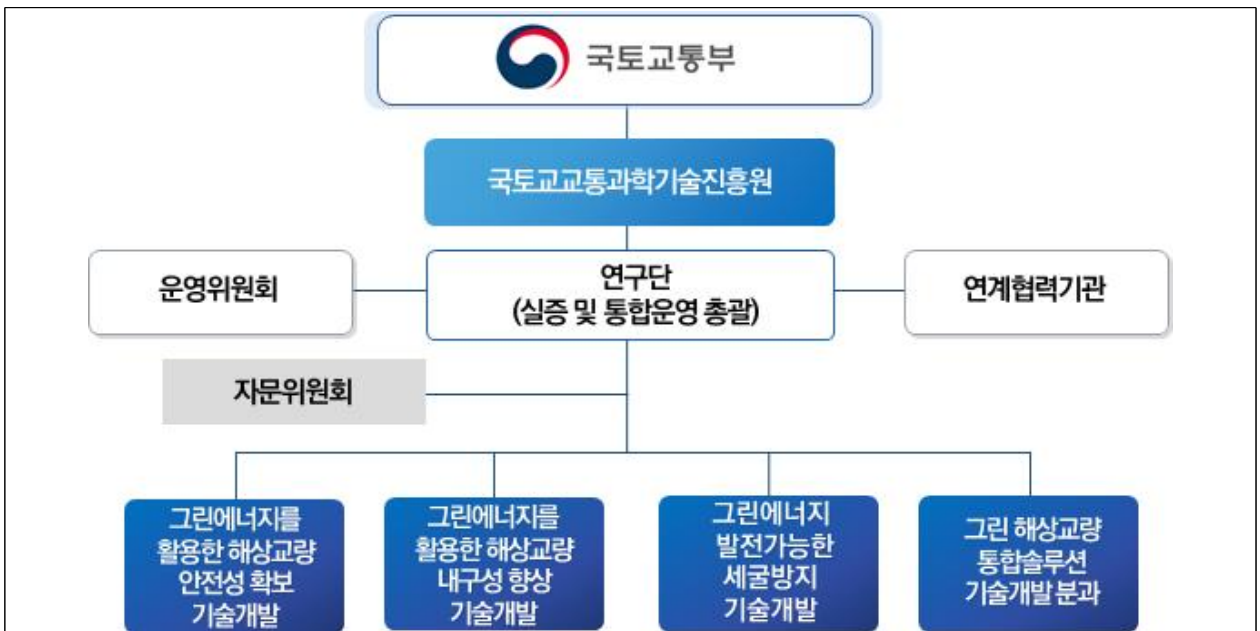 국토교통부
국토교교통과학기술진흥원
운영위원회
연구단
(실증 및 통합운영 총괄)
연계협력기관
자문위원회
그린에너지를
활용한 해상교량
안전성 확보
기술개발
그린에너지를
활용한 해상교량
내구성 향상
기술개발
그린에너지
발전가능한
세굴방지
기술개발
그린 해상교량
통합솔루션
기술개발 분과